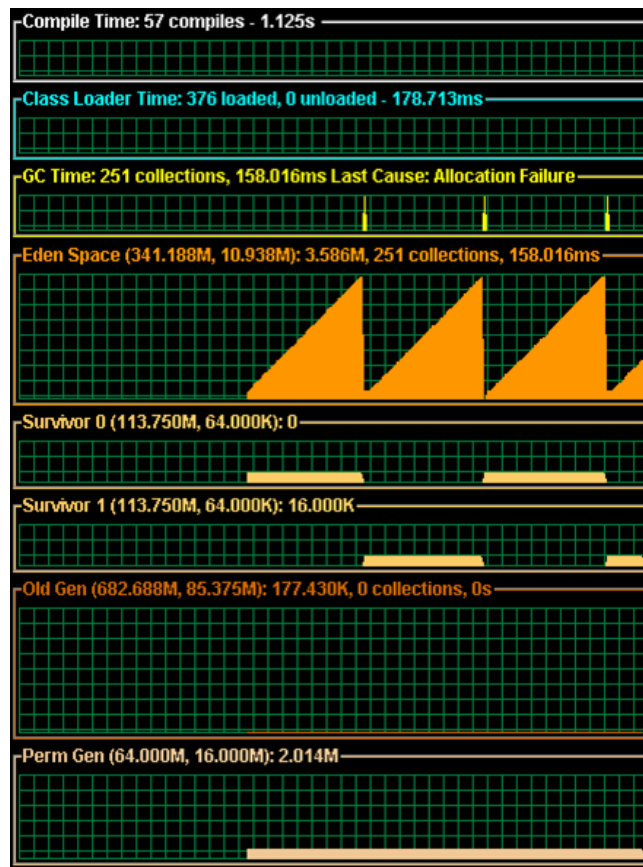 Compile Time: 57 compiles - 1.125s
Class Loader Time: 376 loaded, 0 unloaded - 178.713ms
GC Time: 251 collections, 158.016ms Last Cause: Allocation Failure
Eden Space (341.188M, 10.938M): 3.586M, 251 collections, 158.016ms
Survivor 0 (113.750M, 64.000K): 0
Survivor 1 (113.750M, 64.000K): 16.000K
Old Gen (682.688M, 85.375M): 177.430K, 0 collections, 0s
Perm Gen (64.000M, 16.000M): 2.014M